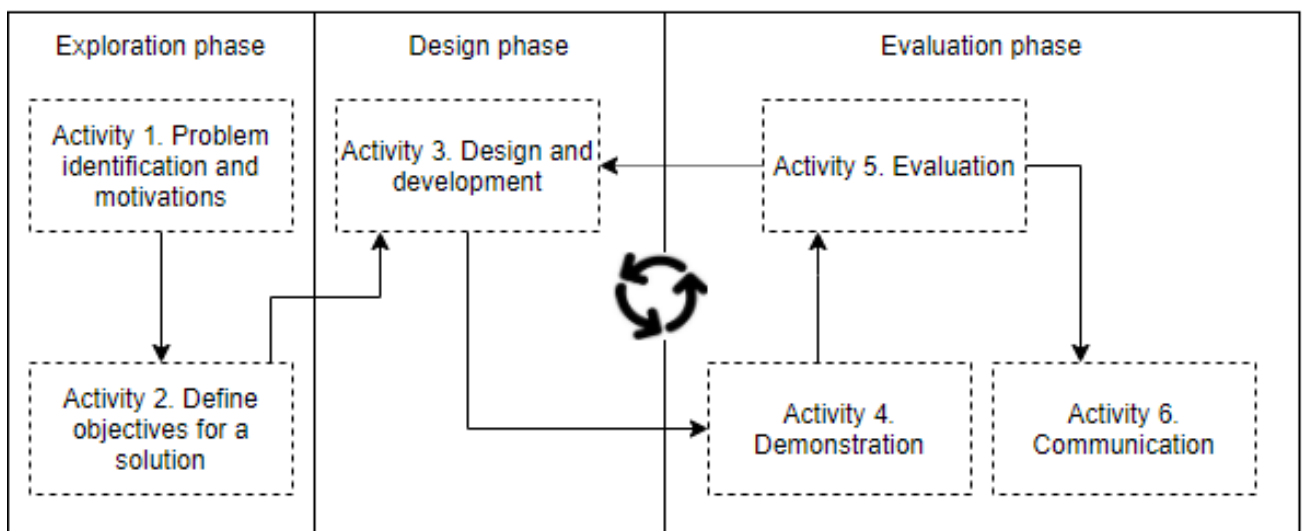 Exploration phase
Design phase
Evaluation phase
Activity 1. Problem
identification and
motivations
Activity 2. Define
objectives for a
solution
Activity 3. Design and
development
Activity 5. Evaluation
Activity 4.
Demonstration
Activity 6.
Communication